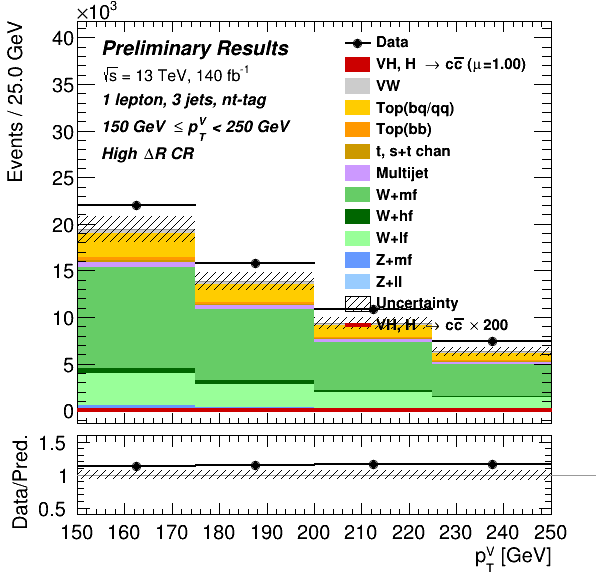 ×10³
Events / 25.0 GeV
40
35
30
25
20
15
10
5
0
Preliminary Results
√s = 13 TeV, 140 fb⁻¹
1 lepton, 3 jets, nt-tag
150 GeV ≤ p_T^V < 250 GeV
High ΔR CR
Data
VH, H → cc̅ (μ=1.00)
VW
Top(bq/qq)
Top(bb)
t, s+t chan
Multijet
W+mf
W+hf
W+lf
Z+mf
Z+ll
Uncertainty
VH, H → cc̅ × 200
Data/Pred.
1.5
1
0.5
150 160 170 180 190 200 210 220 230 240 250
p_T^V [GeV]